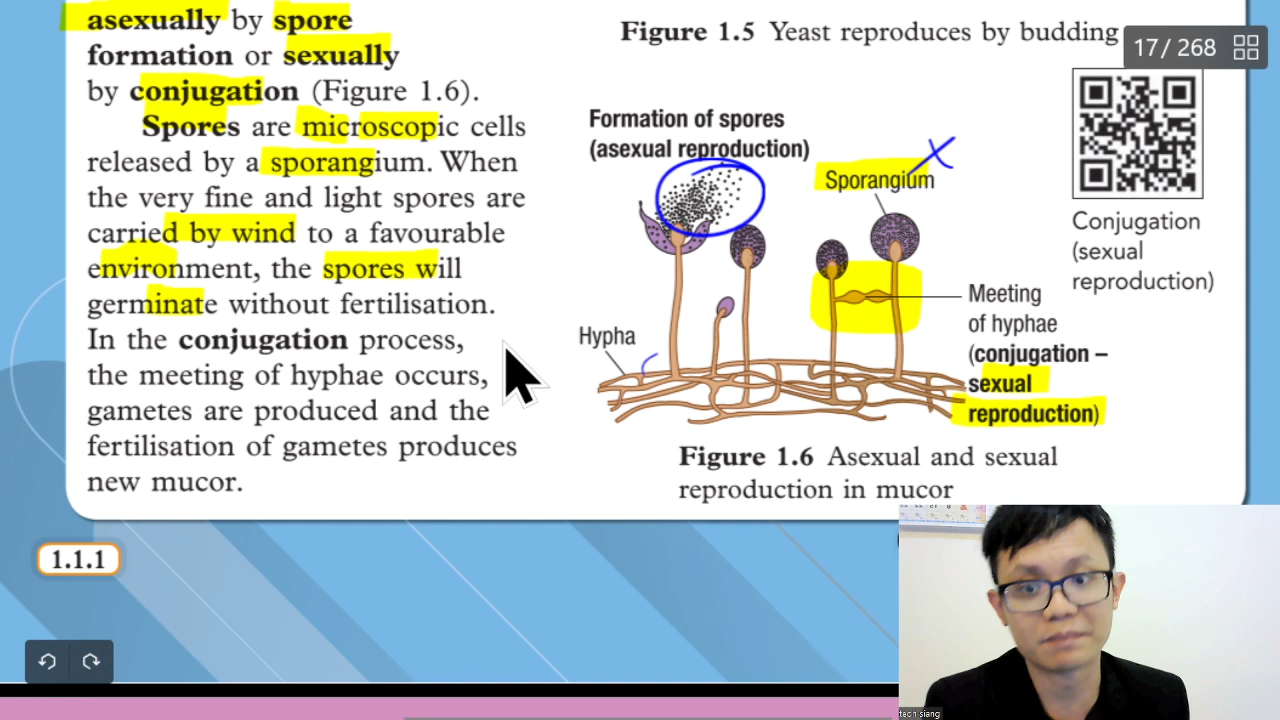 asexually by spore
formation or sexually
by conjugation (Figure 1.6).
Spores are microscopic cells
released by a sporangium. When
the very fine and light spores are
carried by wind to a favourable
environment, the spores will
germinate without fertilisation.
In the conjugation process,
the meeting of hyphae occurs,
gametes are produced and the
fertilisation of gametes produces
new mucor.
1.1.1
Figure 1.5 Yeast reproduces by budding
17/ 268
Formation of spores
(asexual reproduction)
Sporangium
Hypha
Meeting
of hyphae
(conjugation –
sexual
reproduction)
Figure 1.6 Asexual and sexual
reproduction in mucor
Conjugation
(sexual
reproduction)
tech siang